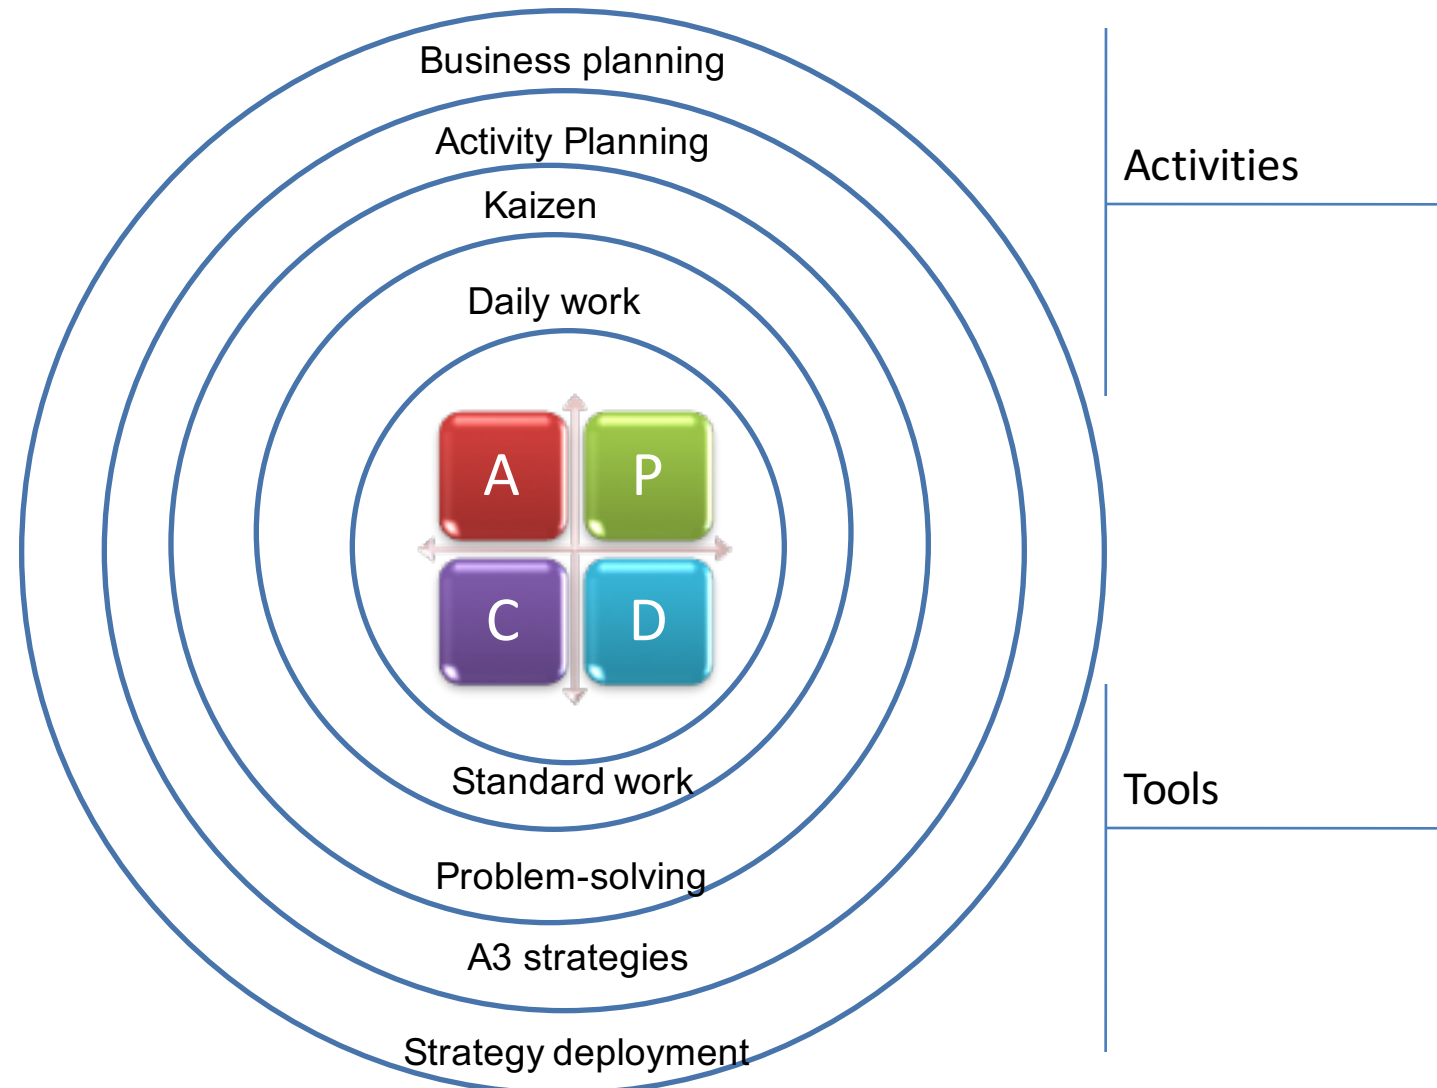 Business planning
Activity Planning
Activities
Kaizen
Daily work
A P
C D
Standard work
Tools
Problem-solving
A3 strategies
Strategy deployment